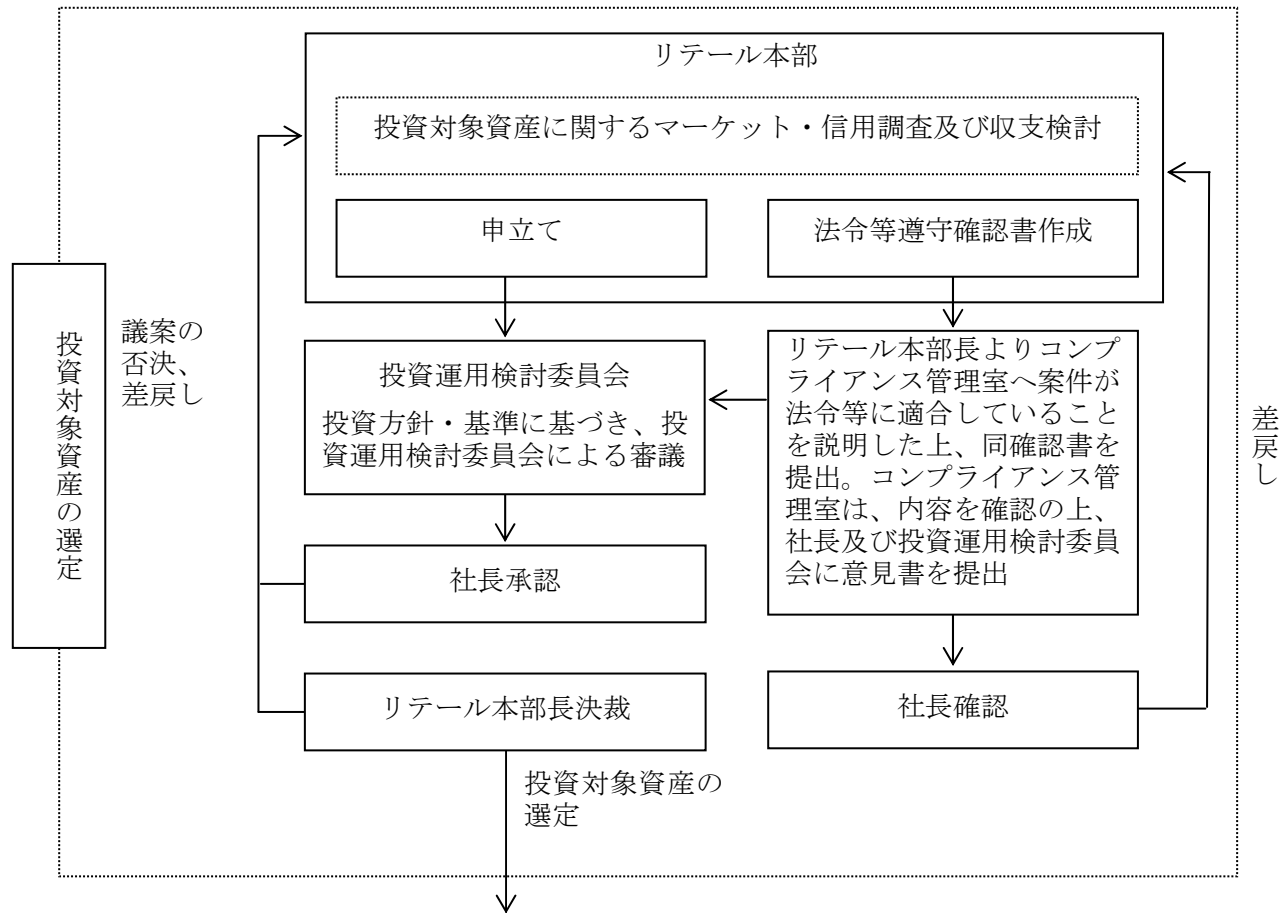 リテール本部
投資対象資産に関するマーケット・信用調査及び収支検討
申立て
法令等遵守確認書作成
投資対象資産の選定
議案の
否決、
差戻し
投資運用検討委員会
投資方針・基準に基づき、投
資運用検討委員会による審議
リテール本部長よりコンプ
ライアンス管理室へ案件が
法令等に適合していること
を説明した上、同確認書を
提出。コンプライアンス管
理室は、内容を確認の上、
社長及び投資運用検討委員
会に意見書を提出
差戻し
社長承認
リテール本部長決裁
社長確認
投資対象資産の
選定